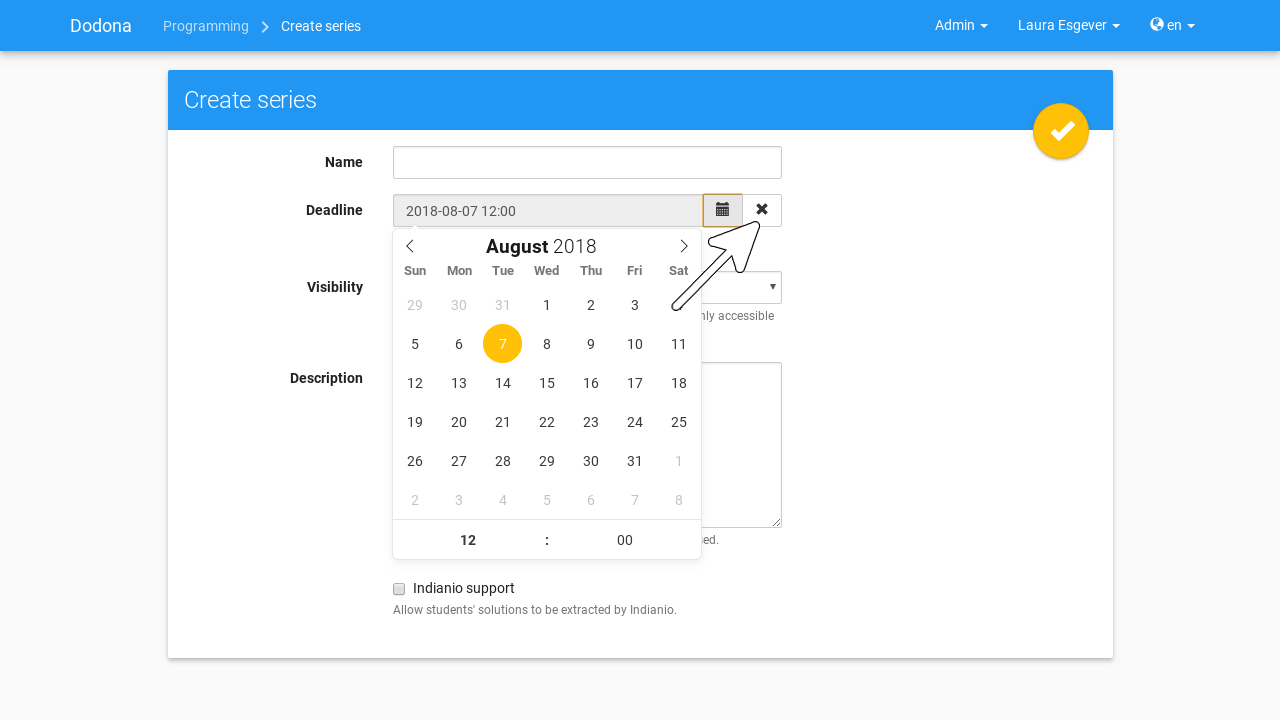 Dodona Programming Create series Admin Laura Esgever en
Create series
Name
Deadline 2018-08-07 12:00
August 2018
Sun Mon Tue Wed Thu Fri Sat
Visibility
29 30 31 1 2 3
only accessible
5 6 7 8 9 10 11
Description
12 13 14 15 16 17 18
19 20 21 22 23 24 25
26 27 28 29 30 31 1
2 3 4 5 6 7 8
12 : 00
Indianio support
Allow students' solutions to be extracted by Indianio.